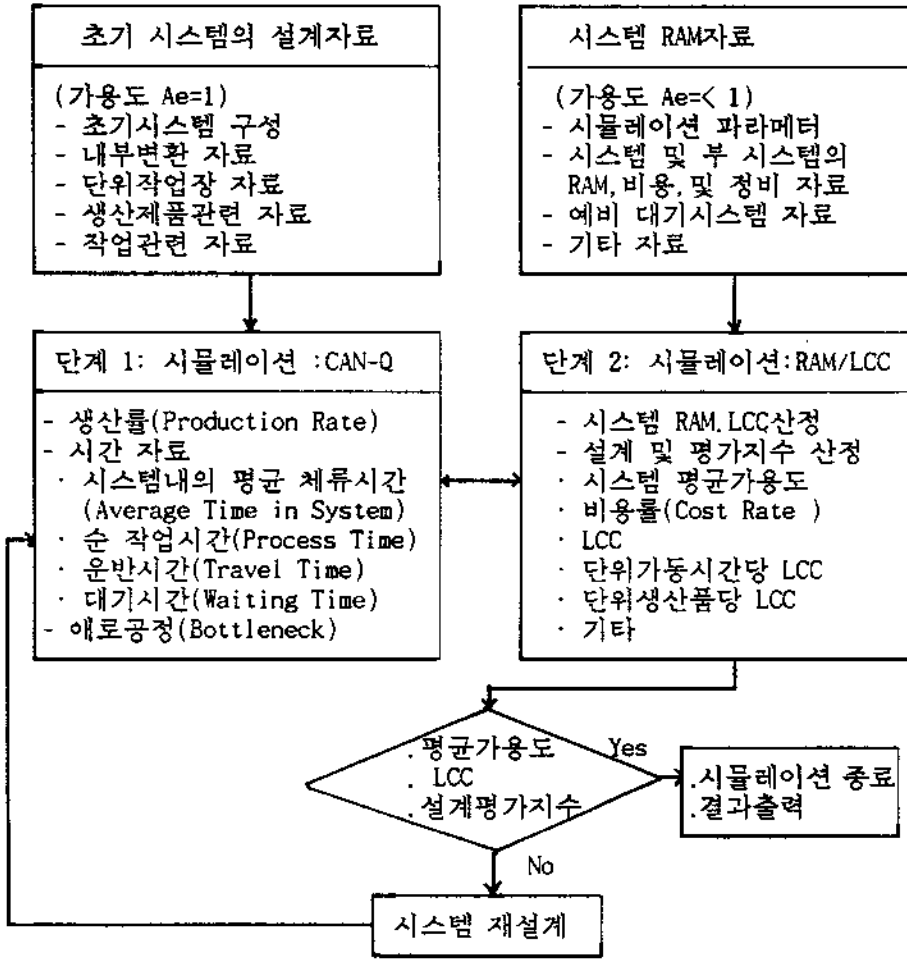 초기 시스템의 설계자료
(가용도 Ae=1)
- 초기시스템 구성
- 내부변환 자료
- 단위작업장 자료
- 생산제품관련 자료
- 작업관련 자료
시스템 RAM자료
(가용도 Ae=< 1)
- 시뮬레이션 파라메터
- 시스템 및 부 시스템의
RAM,비용,및 정비 자료
- 예비 대기시스템 자료
- 기타 자료
단계 1: 시뮬레이션 :CAN-Q
- 생산률(Production Rate)
- 시간 자료
· 시스템내의 평균 체류시간
(Average Time in System)
· 순 작업시간(Process Time)
· 운반시간(Travel Time)
· 대기시간(Waiting Time)
- 애로공정(Bottleneck)
단계 2: 시뮬레이션:RAM/LCC
- 시스템 RAM.LCC산정
- 설계 및 평가지수 산정
· 시스템 평균가용도
· 비용률(Cost Rate )
· LCC
· 단위가동시간당 LCC
· 단위생산품당 LCC
· 기타
.평균가용도
. LCC
.설계평가지수
Yes
.시뮬레이션 종료
.결과출력
No
시스템 재설계